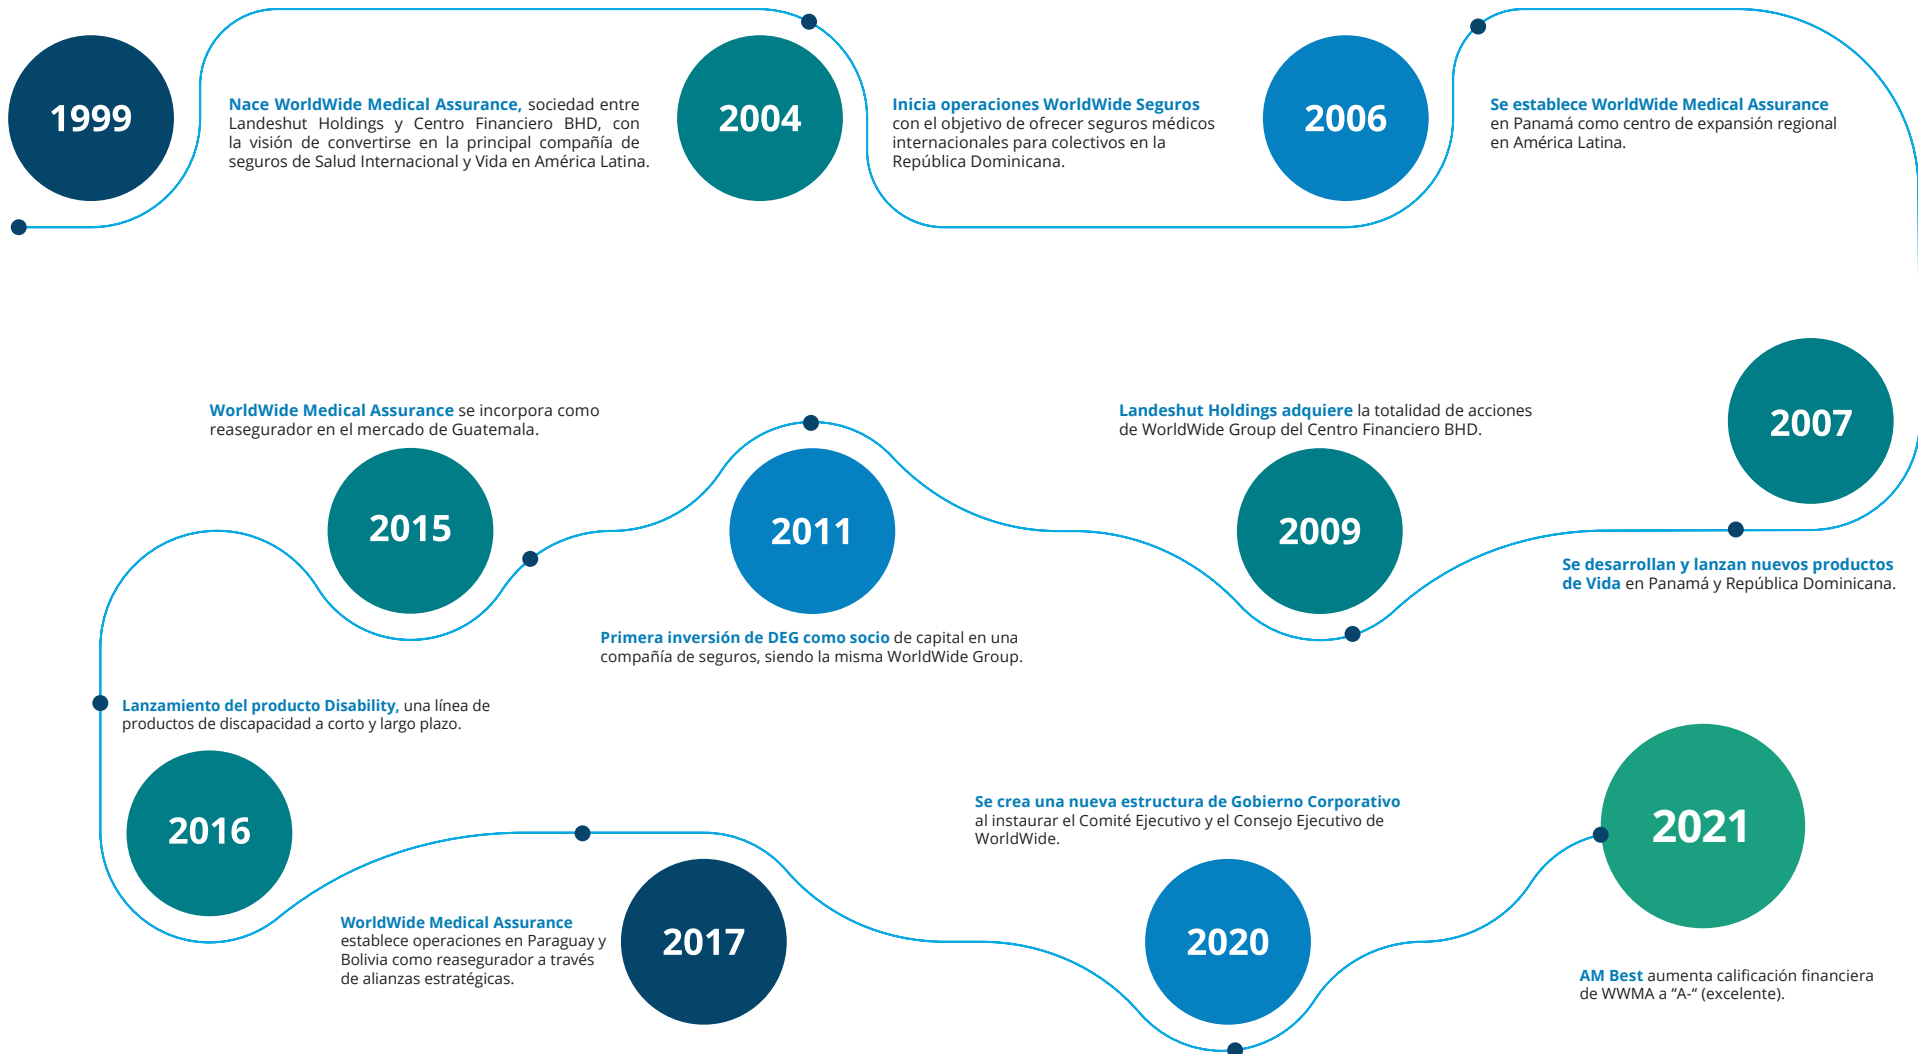 1999
Nace WorldWide Medical Assurance, sociedad entre
Landeshut Holdings y Centro Financiero BHD, con
la visión de convertirse en la principal compañía de
seguros de Salud Internacional y Vida en América Latina.
2004
Inicia operaciones WorldWide Seguros
con el objetivo de ofrecer seguros médicos
internacionales para colectivos en la
República Dominicana.
2006
Se establece WorldWide Medical Assurance
en Panamá como centro de expansión regional
en América Latina.
2007
Se desarrollan y lanzan nuevos productos
de Vida en Panamá y República Dominicana.
Landeshut Holdings adquiere la totalidad de acciones
de WorldWide Group del Centro Financiero BHD.
2009
2011
Primera inversión de DEG como socio de capital en una
compañía de seguros, siendo la misma WorldWide Group.
WorldWide Medical Assurance se incorpora como
reasegurador en el mercado de Guatemala.
2015
Lanzamiento del producto Disability, una línea de
productos de discapacidad a corto y largo plazo.
2016
WorldWide Medical Assurance
establece operaciones en Paraguay y
Bolivia como reasegurador a través
de alianzas estratégicas.
2017
Se crea una nueva estructura de Gobierno Corporativo
al instaurar el Comité Ejecutivo y el Consejo Ejecutivo de
WorldWide.
2020
2021
AM Best aumenta calificación financiera
de WWMA a “A-“ (excelente).